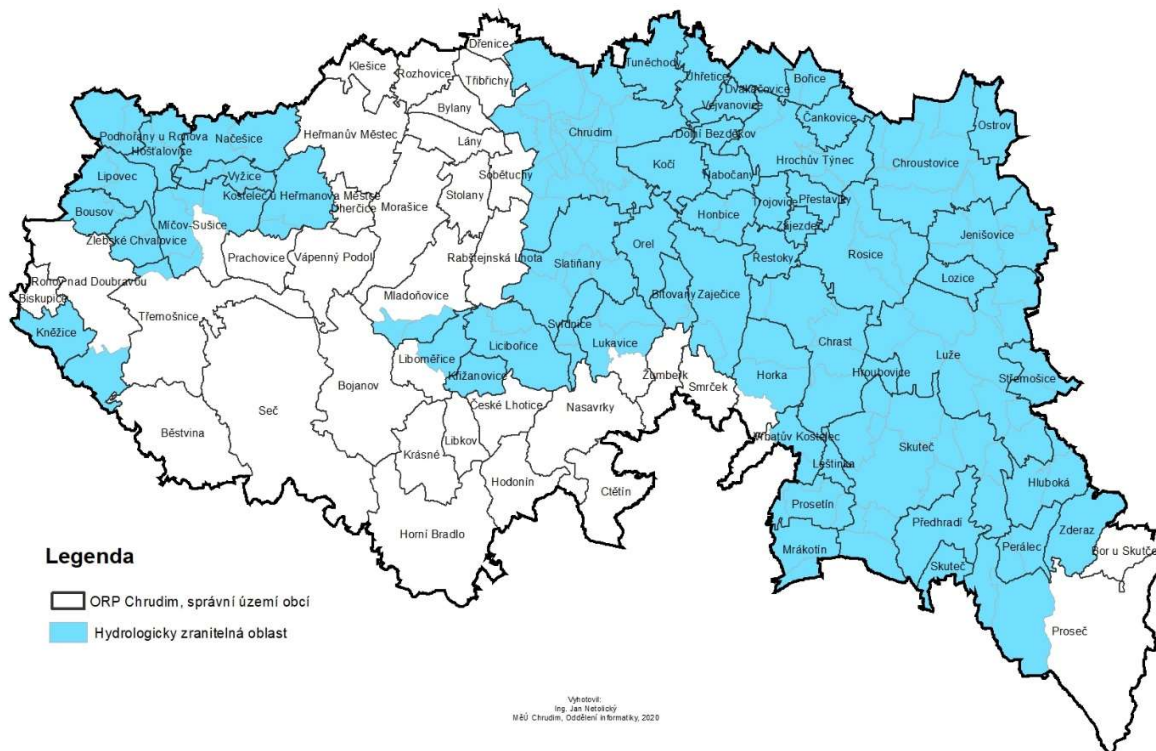 Dřenice
Klešice
Rozhovice
Třibřichy
Tuněchody
Úhřetice
Bořice
Dvakačovice
Bylany
Vejvanovice
Čankovice
Ostrov
Podhořany u Ronova
Načešice
Heřmanův Městec
Chrudim
Dolní Bezděkov
Hošťalovice
Lány
Kočí
Hrochův Týnec
Chroustovice
Lipovec
Vyžice
Sobětuchy
Nabočany
Kostelec u Heřmanova Městce
Stolany
Trojovice
Přestavlky
Bousov
Úherčice
Morašice
Honbice
Míčov-Sušice
Zájezdec
Jenišovice
Žlebské Chvalovice
Orel
Prachovice
Vápenný Podol
Rabštejnská Lhota
Slatiňany
Restoky
Rosice
Ronov nad Doubravou
Lozice
Biskupice
Mladoňovice
Bítovany
Zaječice
Třemošnice
Svídnice
Kněžice
Licibořice
Lukavice
Chrast
Liboměřice
Luže
Křižanovice
Žumberk
Horka
Hroubovice
Střemošice
Bojanov
Smrček
Seč
České Lhotice
Nasavrky
Běstvina
Vrbatův Kostelec
Libkov
Skuteč
Krásné
Leštinka
Hodonín
Ctětín
Hluboká
Prosetín
Předhradí
Zderaz
Horní Bradlo
Mrákotín
Perálec
Bor u Skutče
Skuteč
Proseč
Legenda
ORP Chrudim, správní území obcí
Hydrologicky zranitelná oblast
Vyhotovil:
Ing. Jan Netolický
MěÚ Chrudim, Oddělení informatiky, 2020